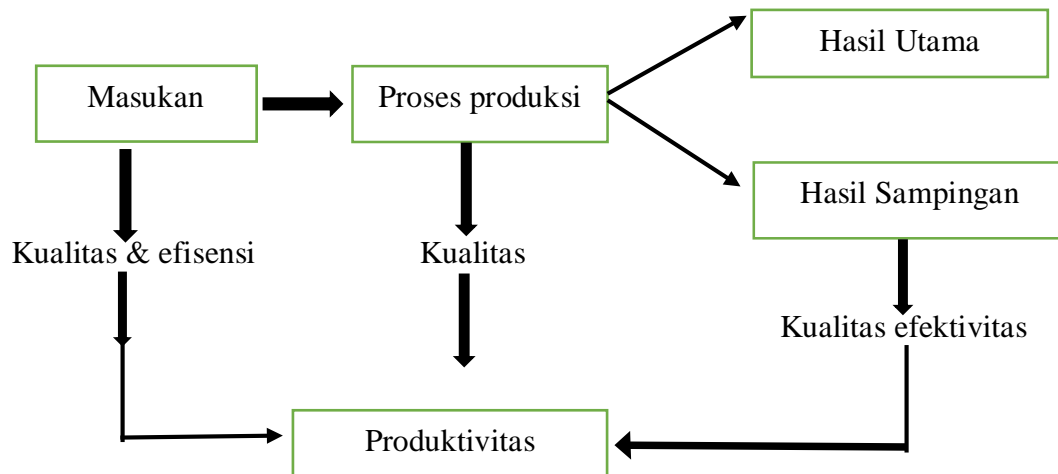 Hasil Utama
Masukan
Proses produksi
Hasil Sampingan
Kualitas & efisensi
Kualitas
Kualitas efektivitas
Produktivitas